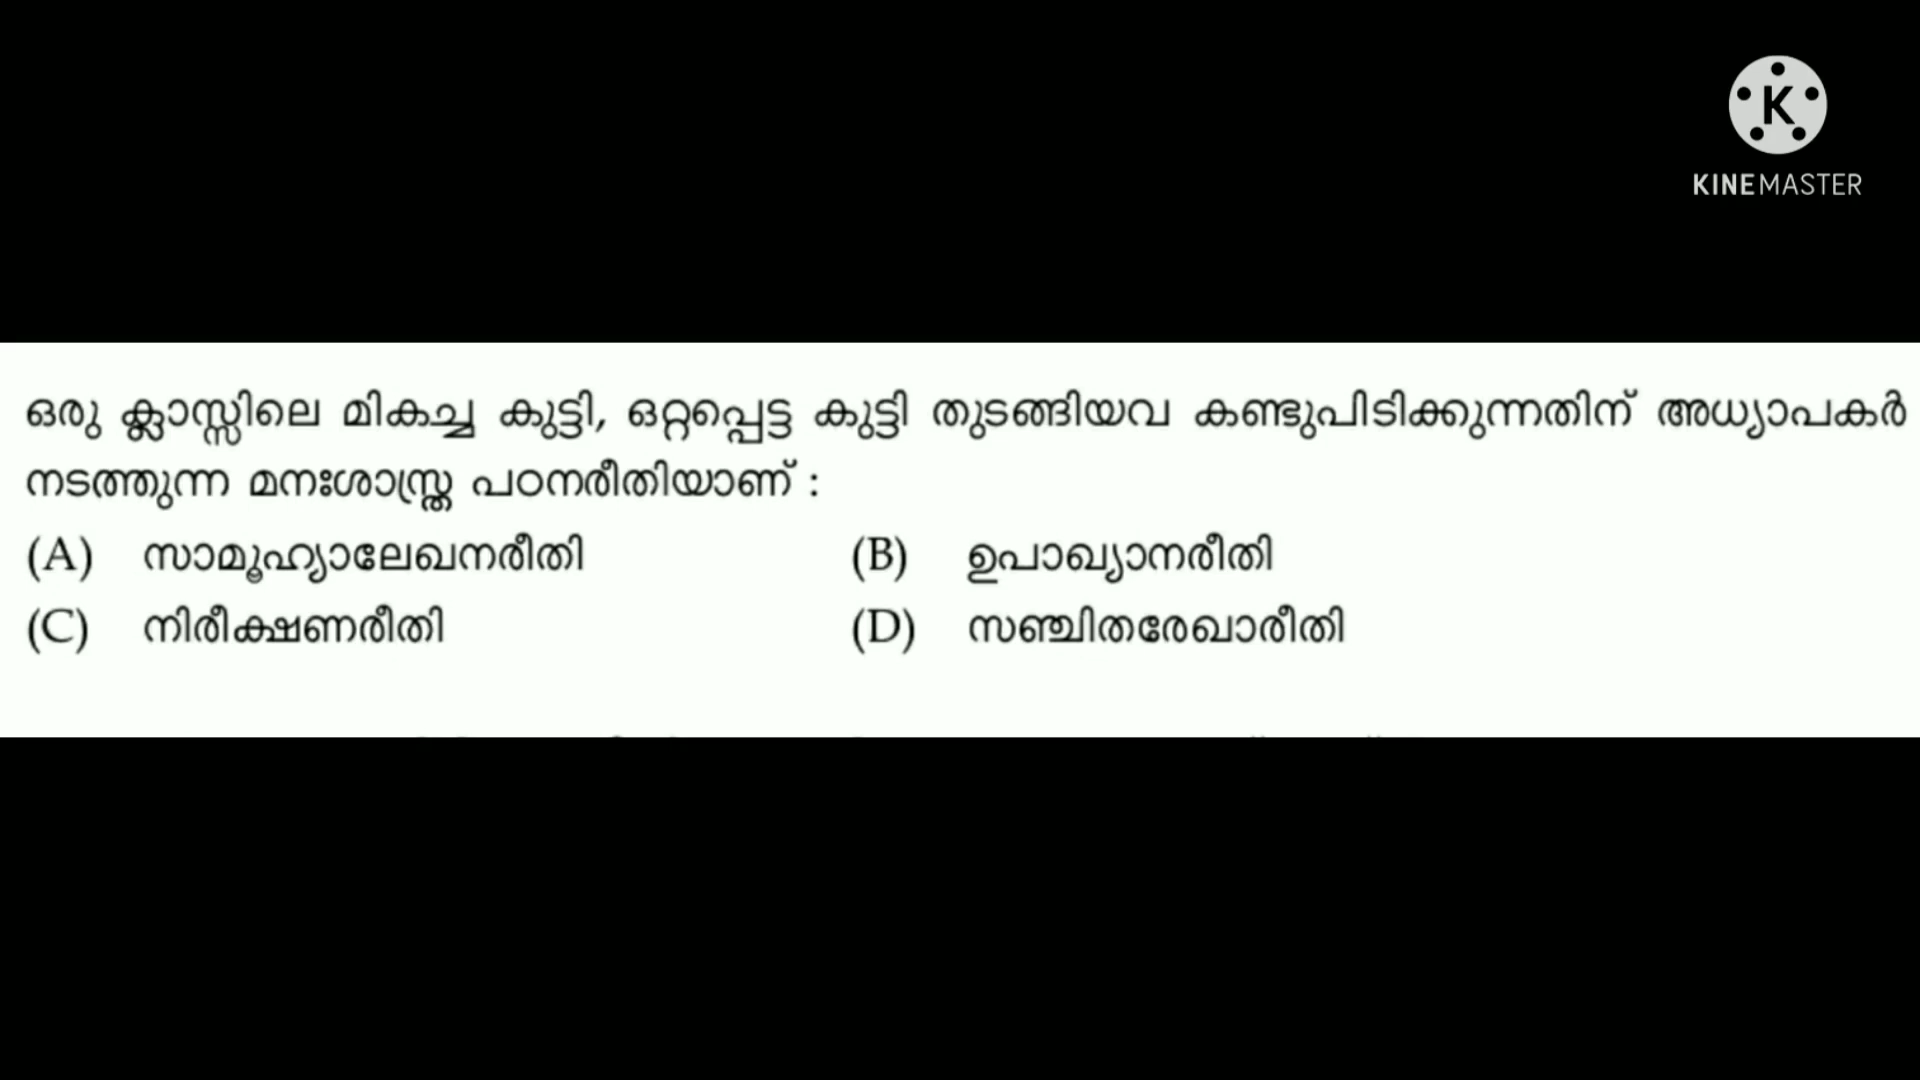 K
KINEMASTER
ഒരു ക്ലാസ്സിലെ മികച്ച കുട്ടി, ഒറ്റപ്പെട്ട കുട്ടി തുടങ്ങിയവ കണ്ടുപിടിക്കുന്നതിന് അധ്യാപകർ
നടത്തുന്ന മനഃശാസ്ത്ര പഠനരീതിയാണ് :
(A) സാമൂഹ്യാലേഖനരീതി (B) ഉപാഖ്യാനരീതി
(C) നിരീക്ഷണരീതി (D) സഞ്ചിതരേഖാരീതി